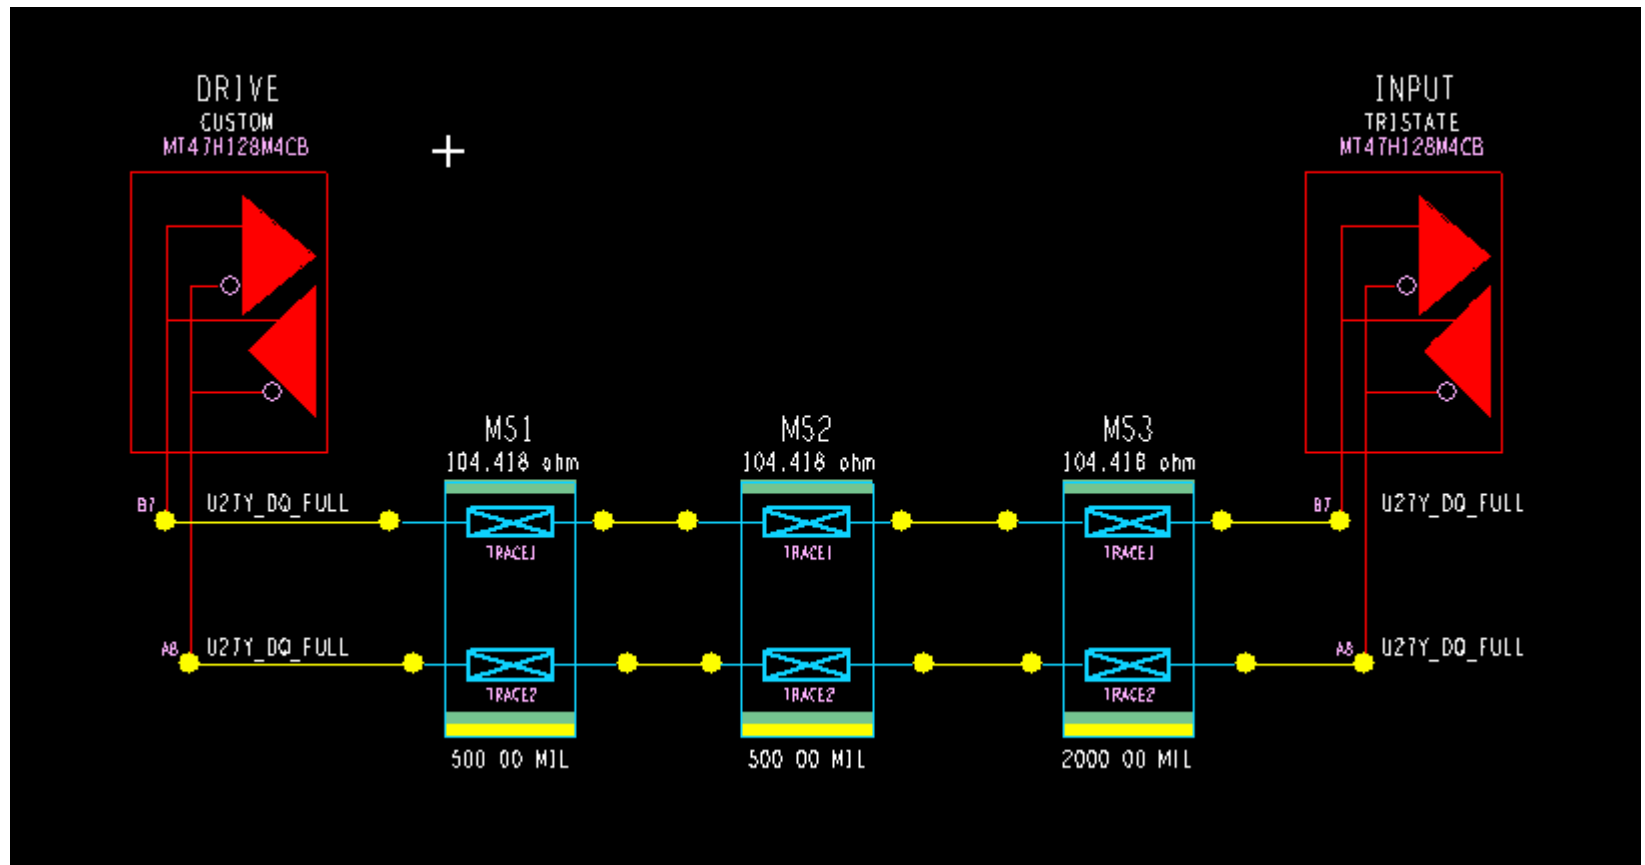 DRIVE
CUSTOM
MT47H128M4CB
INPUT
TRISTATE
MT47H128M4CB
MS1
104.418 ohm
MS2
104.418 ohm
MS3
104.418 ohm
B7 U27Y_DQ_FULL
B7 U27Y_DQ_FULL
TRACE1
TRACE1
TRACE1
A8 U27Y_DQ_FULL
A8 U27Y_DQ_FULL
TRACE2
TRACE2
TRACE2
500 00 MIL
500 00 MIL
2000 00 MIL